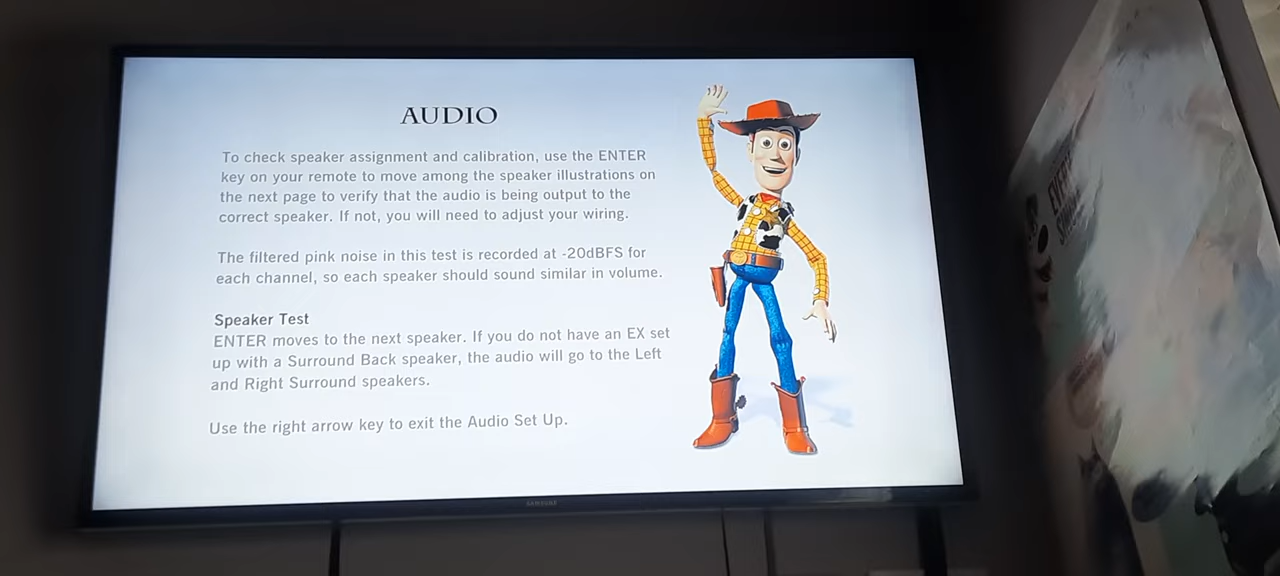 AUDIO
To check speaker assignment and calibration, use the ENTER
key on your remote to move among the speaker illustrations on
the next page to verify that the audio is being output to the
correct speaker. If not, you will need to adjust your wiring.
The filtered pink noise in this test is recorded at -20dBFS for
each channel, so each speaker should sound similar in volume.
Speaker Test
ENTER moves to the next speaker. If you do not have an EX set
up with a Surround Back speaker, the audio will go to the Left
and Right Surround speakers.
Use the right arrow key to exit the Audio Set Up.
SAMSUNG